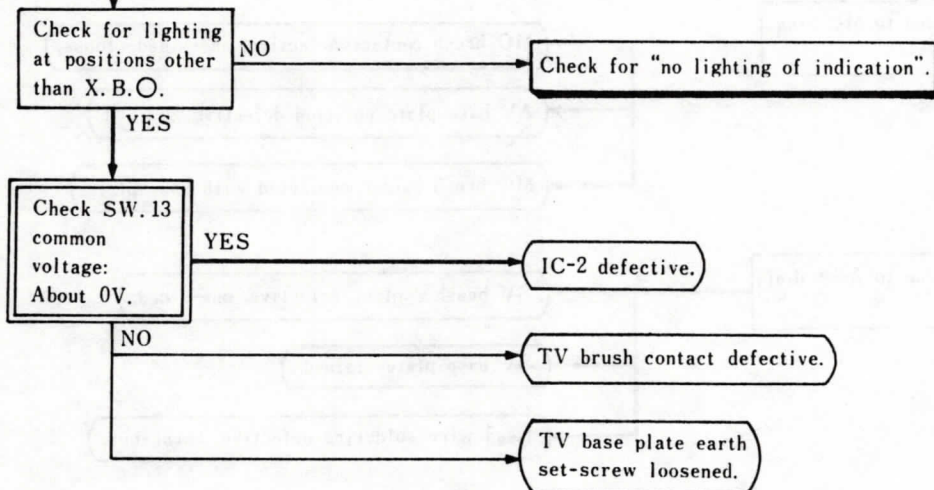 Check for lighting
at positions other
than X. B. O.
NO
Check for “no lighting of indication”.
YES
Check SW. 13
common
voltage:
About 0V.
YES
IC-2 defective.
NO
TV brush contact defective.
TV base plate earth
set-screw loosened.